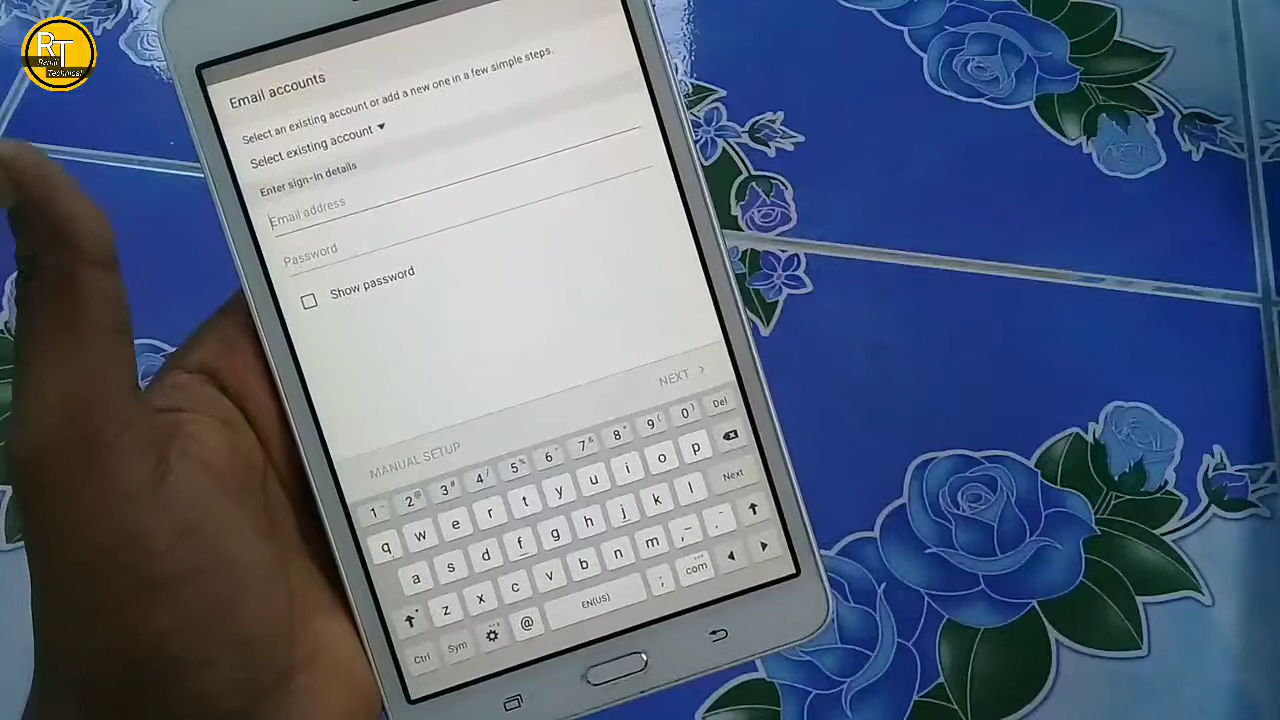 RT
Technical
Email accounts
Select an existing account or add a new one in a few simple steps.
Select existing account
Enter sign-in details
Email address
Password
Show password
NEXT >
MANUAL SETUP
1 2@ 3# 4/ 5% 6^ 7& 8* 9( 0) Del
q w e r t y u i o p
a s d f g h j k l Next
z x c v b n m , .
Ctrl Sym @ EN(US) ; com